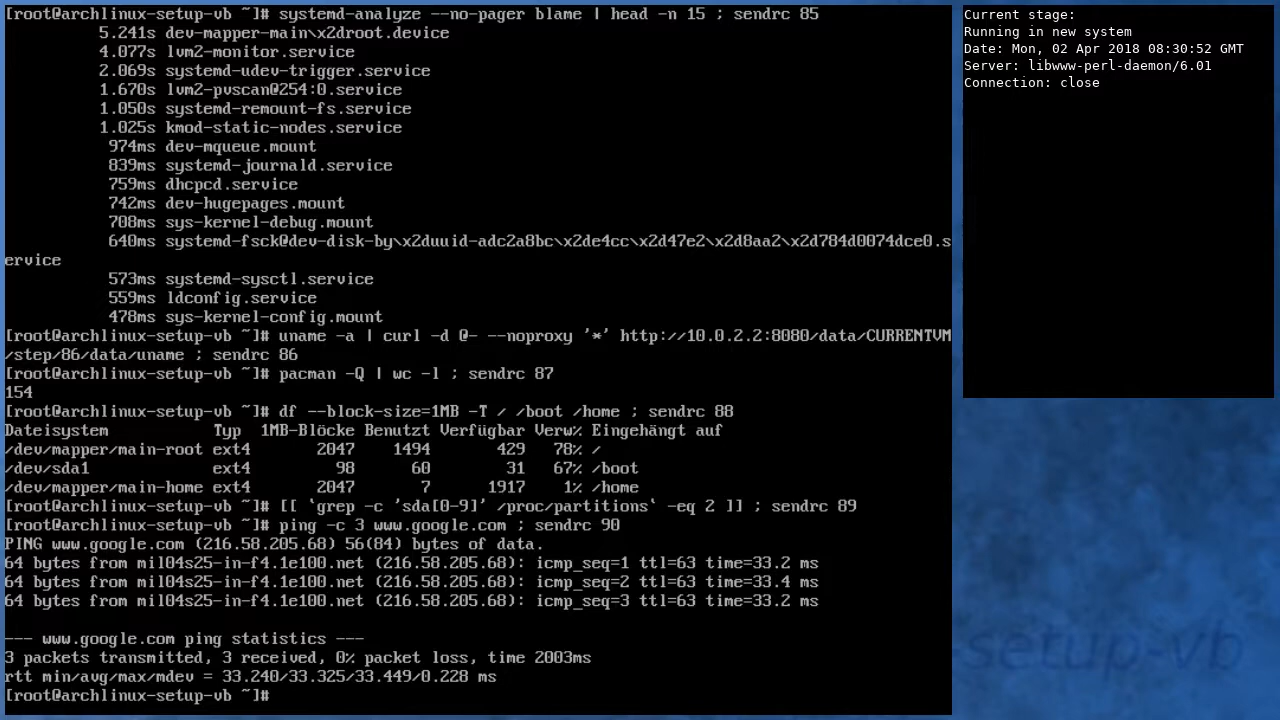 [root@archlinux-setup-vb ~]# systemd-analyze --no-pager blame | head -n 15 ; sendrc 85
5.241s dev-mapper-main\x2droot.device
4.077s lvm2-monitor.service
2.069s systemd-udev-trigger.service
1.670s lvm2-pvscan@254:0.service
1.050s systemd-remount-fs.service
1.025s kmod-static-nodes.service
974ms dev-mqueue.mount
839ms systemd-journald.service
759ms dhcpcd.service
742ms dev-hugepages.mount
708ms sys-kernel-debug.mount
640ms systemd-fsck@dev-disk-by\x2duuid-adc2a8bc\x2de4cc\x2d47e2\x2d8aa2\x2d784d0074dce0.s
ervice
573ms systemd-sysctl.service
559ms ldconfig.service
478ms sys-kernel-config.mount
[root@archlinux-setup-vb ~]# uname -a | curl -d @- --noproxy '*' http://10.0.2.2:8080/data/CURRENTVM
/step/86/data/uname ; sendrc 86
[root@archlinux-setup-vb ~]# pacman -Q | wc -l ; sendrc 87
154
[root@archlinux-setup-vb ~]# df --block-size=1MB -T / /boot /home ; sendrc 88
Dateisystem Typ 1MB-Blöcke Benutzt Verfügbar Verw% Eingehängt auf
/dev/mapper/main-root ext4 2047 1494 429 78% /
/dev/sda1 ext4 98 60 31 67% /boot
/dev/mapper/main-home ext4 2047 7 1917 1% /home
[root@archlinux-setup-vb ~]# [[ `grep -c 'sda[0-9]' /proc/partitions` -eq 2 ]] ; sendrc 89
[root@archlinux-setup-vb ~]# ping -c 3 www.google.com ; sendrc 90
PING www.google.com (216.58.205.68) 56(84) bytes of data.
64 bytes from mil04s25-in-f4.1e100.net (216.58.205.68): icmp_seq=1 ttl=63 time=33.2 ms
64 bytes from mil04s25-in-f4.1e100.net (216.58.205.68): icmp_seq=2 ttl=63 time=33.4 ms
64 bytes from mil04s25-in-f4.1e100.net (216.58.205.68): icmp_seq=3 ttl=63 time=33.2 ms
--- www.google.com ping statistics ---
3 packets transmitted, 3 received, 0% packet loss, time 2003ms
rtt min/avg/max/mdev = 33.240/33.325/33.449/0.228 ms
[root@archlinux-setup-vb ~]#
Current stage:
Running in new system
Date: Mon, 02 Apr 2018 08:30:52 GMT
Server: libwww-perl-daemon/6.01
Connection: close
setup-vb